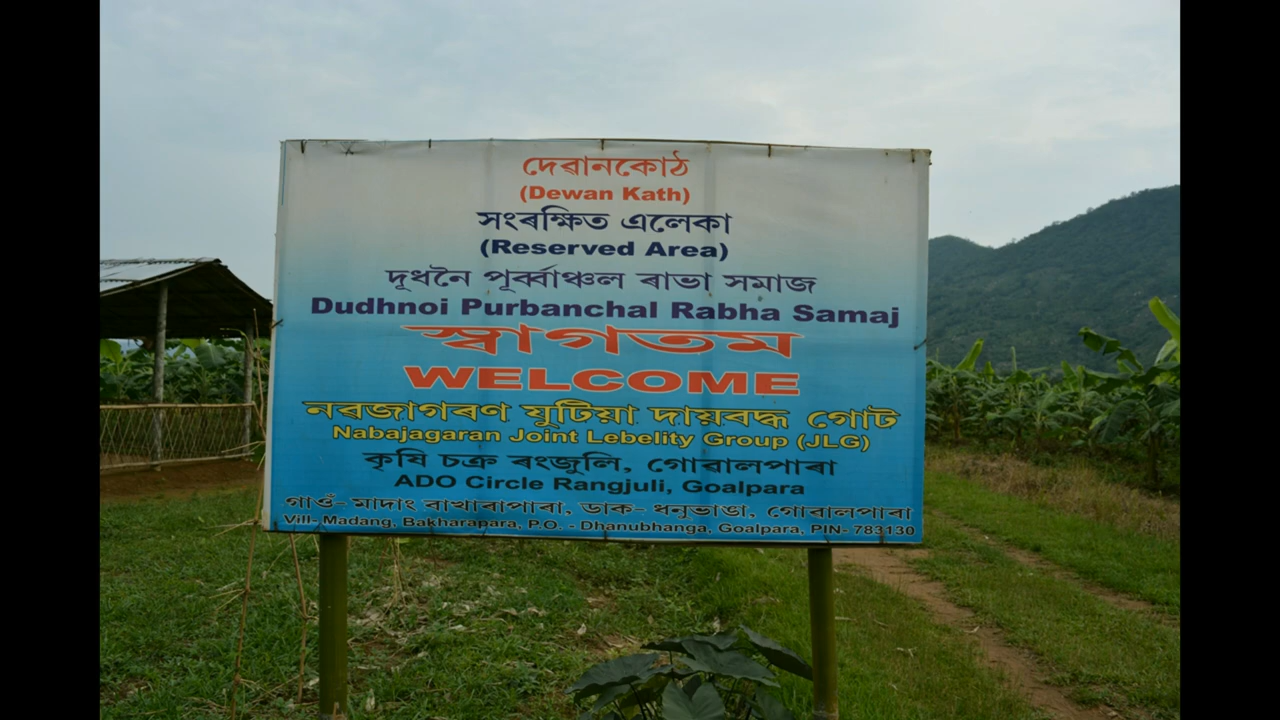 দেৱানকোঠ
(Dewan Kath)
সংৰক্ষিত এলেকা
(Reserved Area)
দূধনৈ পূৰ্ব্বাঞ্চল ৰাভা সমাজ
Dudhnoi Purbanchal Rabha Samaj
স্বাগতম
WELCOME
নৱজাগৰণ যুটিয়া দায়বদ্ধ গোট
Nabajagaran Joint Lebelity Group (JLG)
কৃষি চক্ৰ ৰংজুলি, গোৱালপাৰা
ADO Circle Rangjuli, Goalpara
গাওঁ- মাদাং বাখাৰাপাৰা, ডাক- ধনুভাঙা, গোৱালপাৰা
Vill- Madang, Bakharapara, P.O. - Dhanubhanga, Goalpara, PIN- 783130